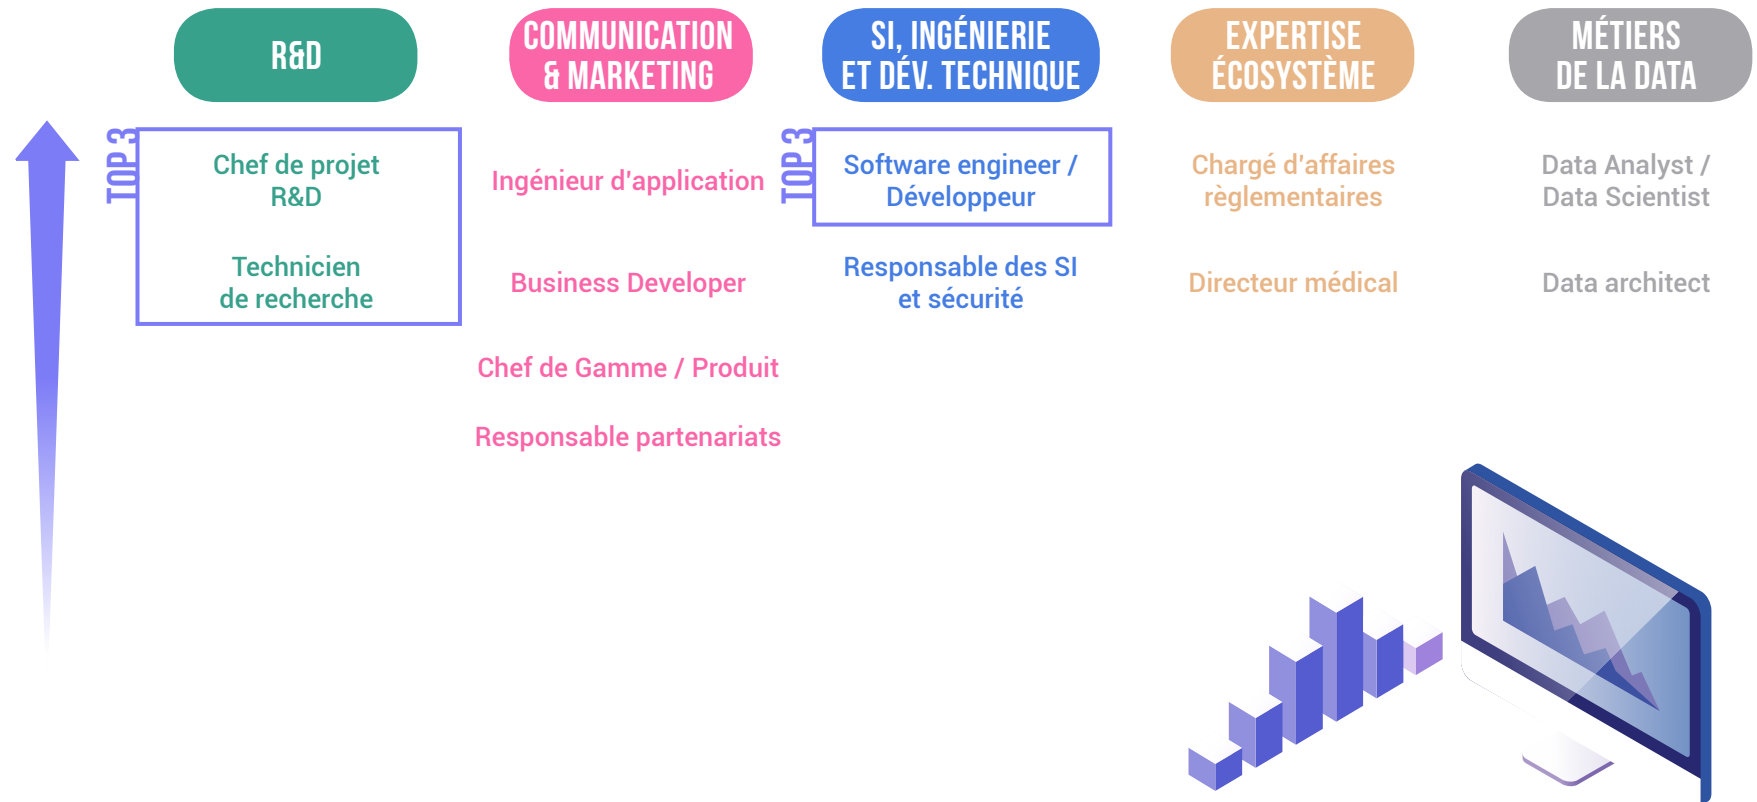 R&D
TOP 3
Chef de projet
R&D
Technicien
de recherche
COMMUNICATION
& MARKETING
Ingénieur d'application
Business Developer
Chef de Gamme / Produit
Responsable partenariats
SI, INGÉNIERIE
ET DÉV. TECHNIQUE
TOP 3
Software engineer /
Développeur
Responsable des SI
et sécurité
EXPERTISE
ÉCOSYSTÈME
Chargé d'affaires
règlementaires
Directeur médical
MÉTIERS
DE LA DATA
Data Analyst /
Data Scientist
Data architect